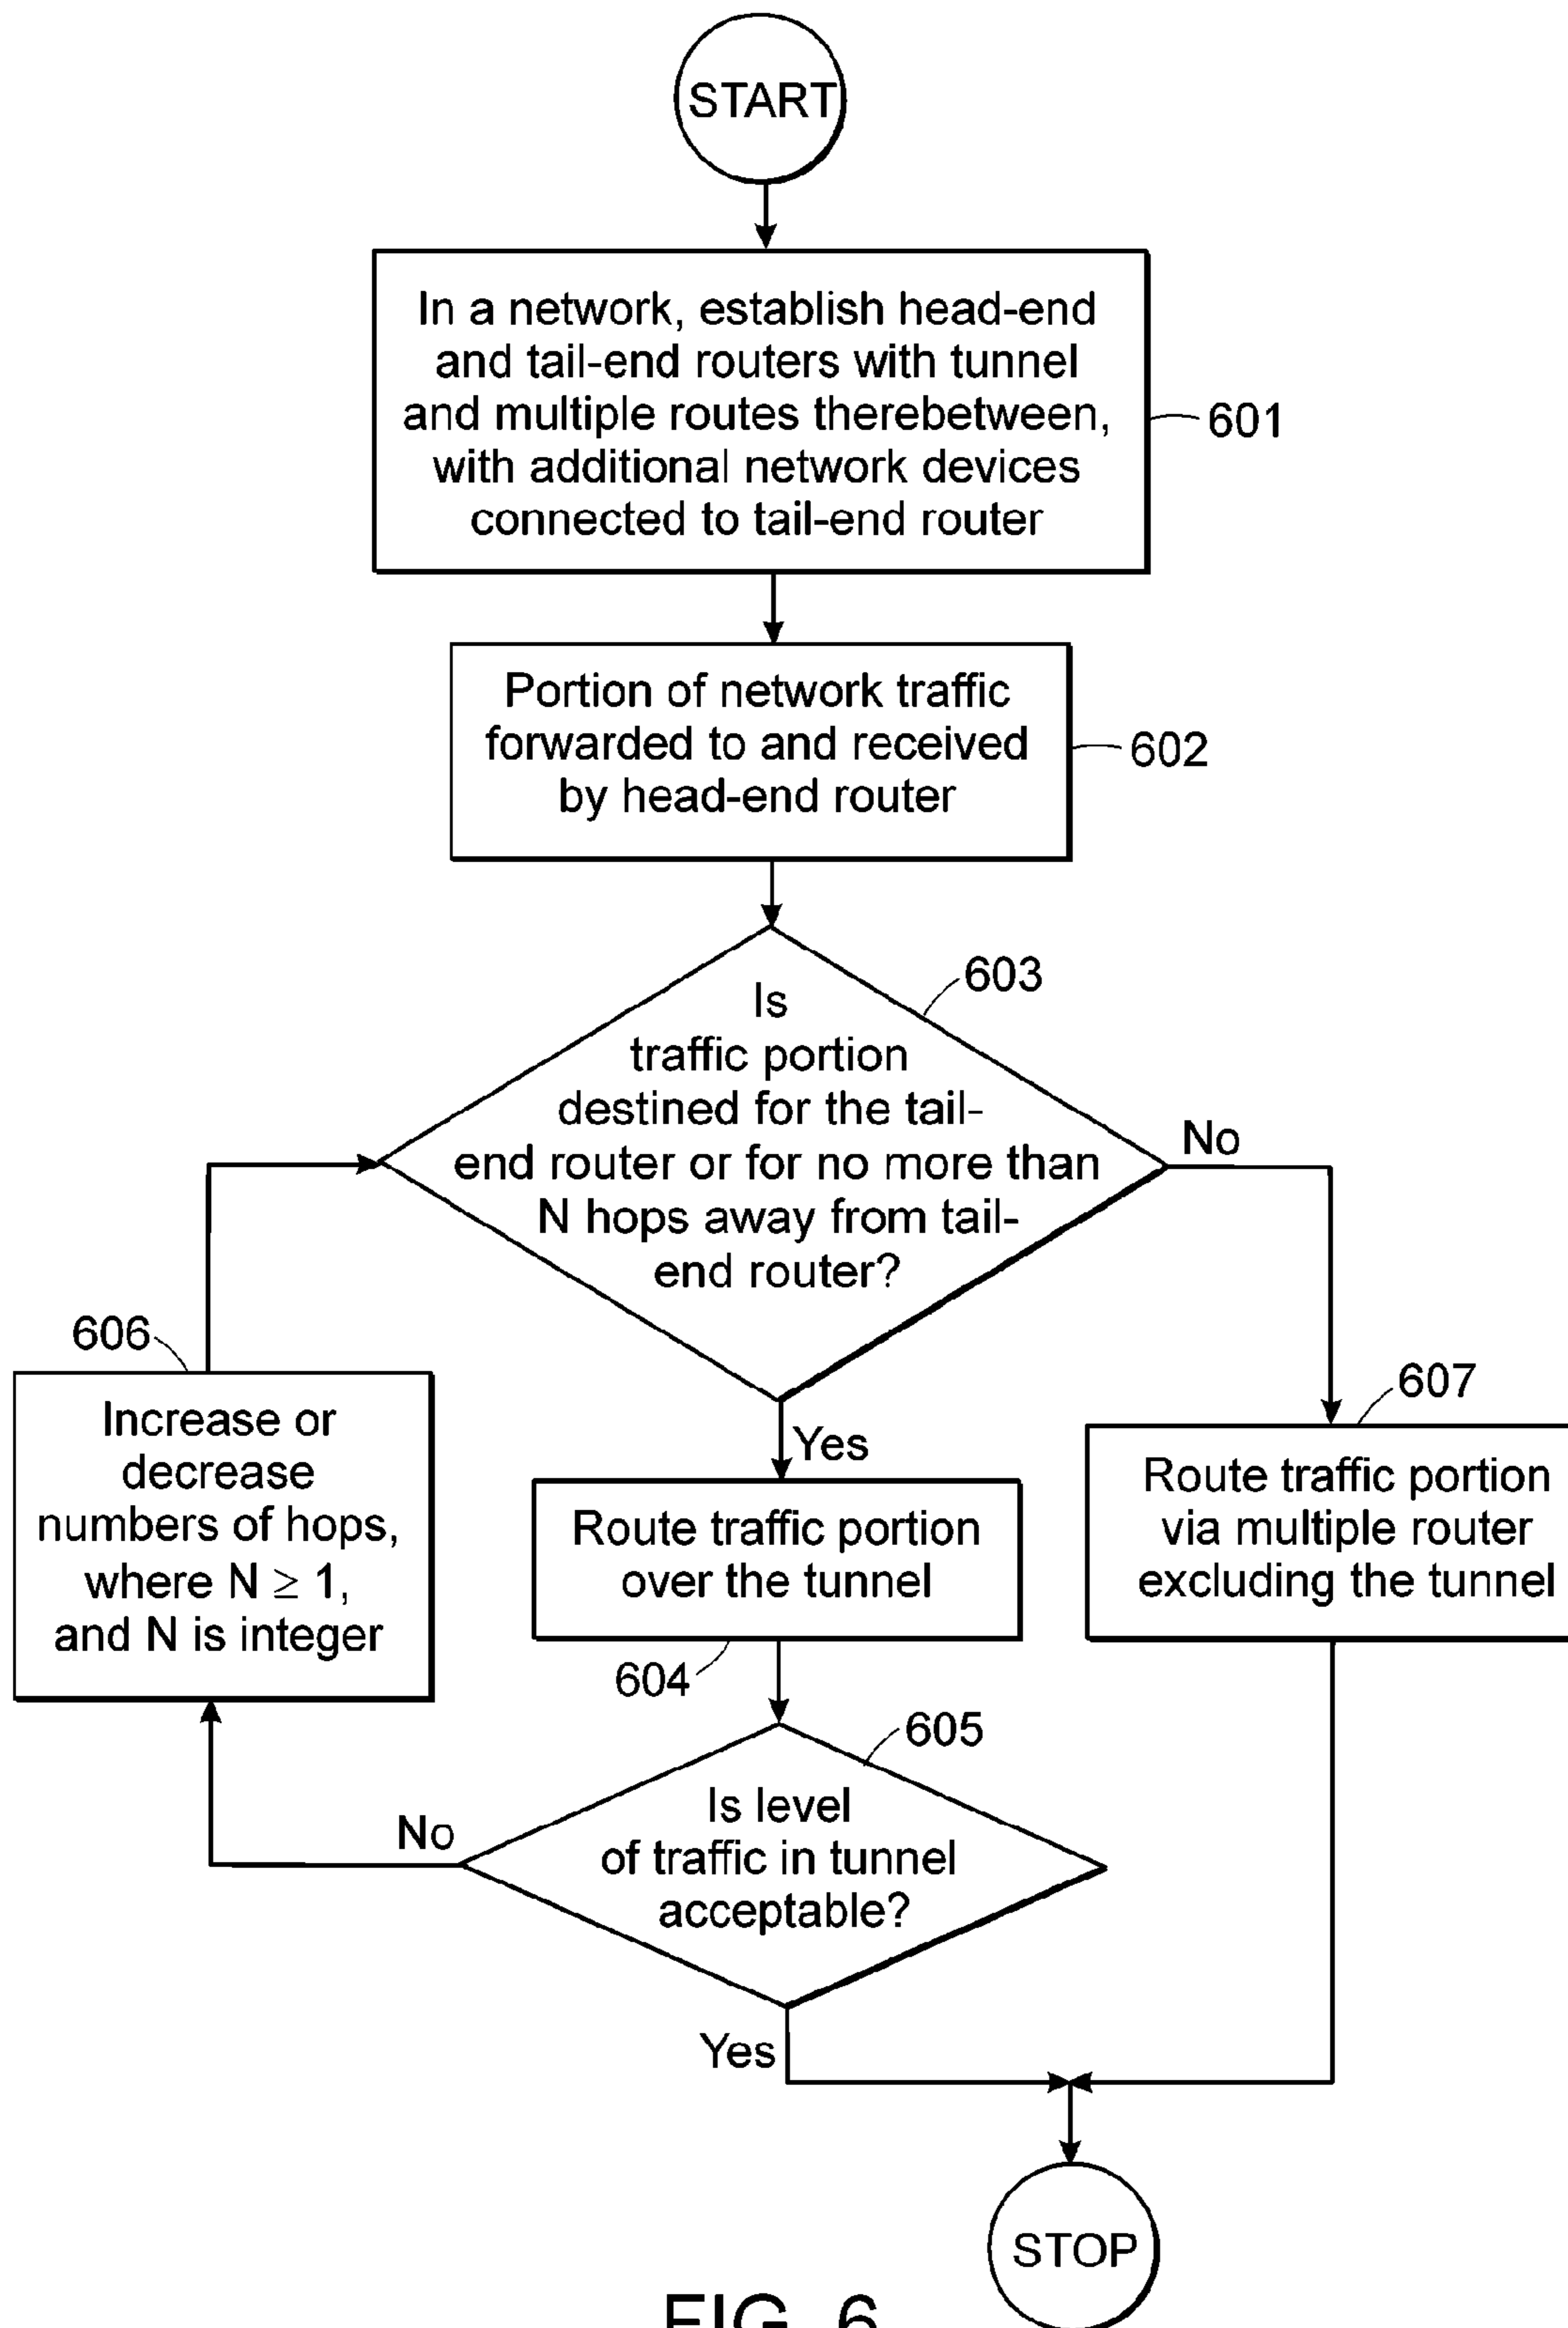 START
In a network, establish head-end
and tail-end routers with tunnel
and multiple routes therebetween,
with additional network devices
connected to tail-end router
601
Portion of network traffic
forwarded to and received
by head-end router
602
603
Is
traffic portion
destined for the tail-
end router or for no more than
N hops away from tail-
end router?
No
Yes
606
Increase or
decrease
numbers of hops,
where N ≥ 1,
and N is integer
Route traffic portion
over the tunnel
604
607
Route traffic portion
via multiple router
excluding the tunnel
605
Is level
of traffic in tunnel
acceptable?
No
Yes
STOP
FIG. 6